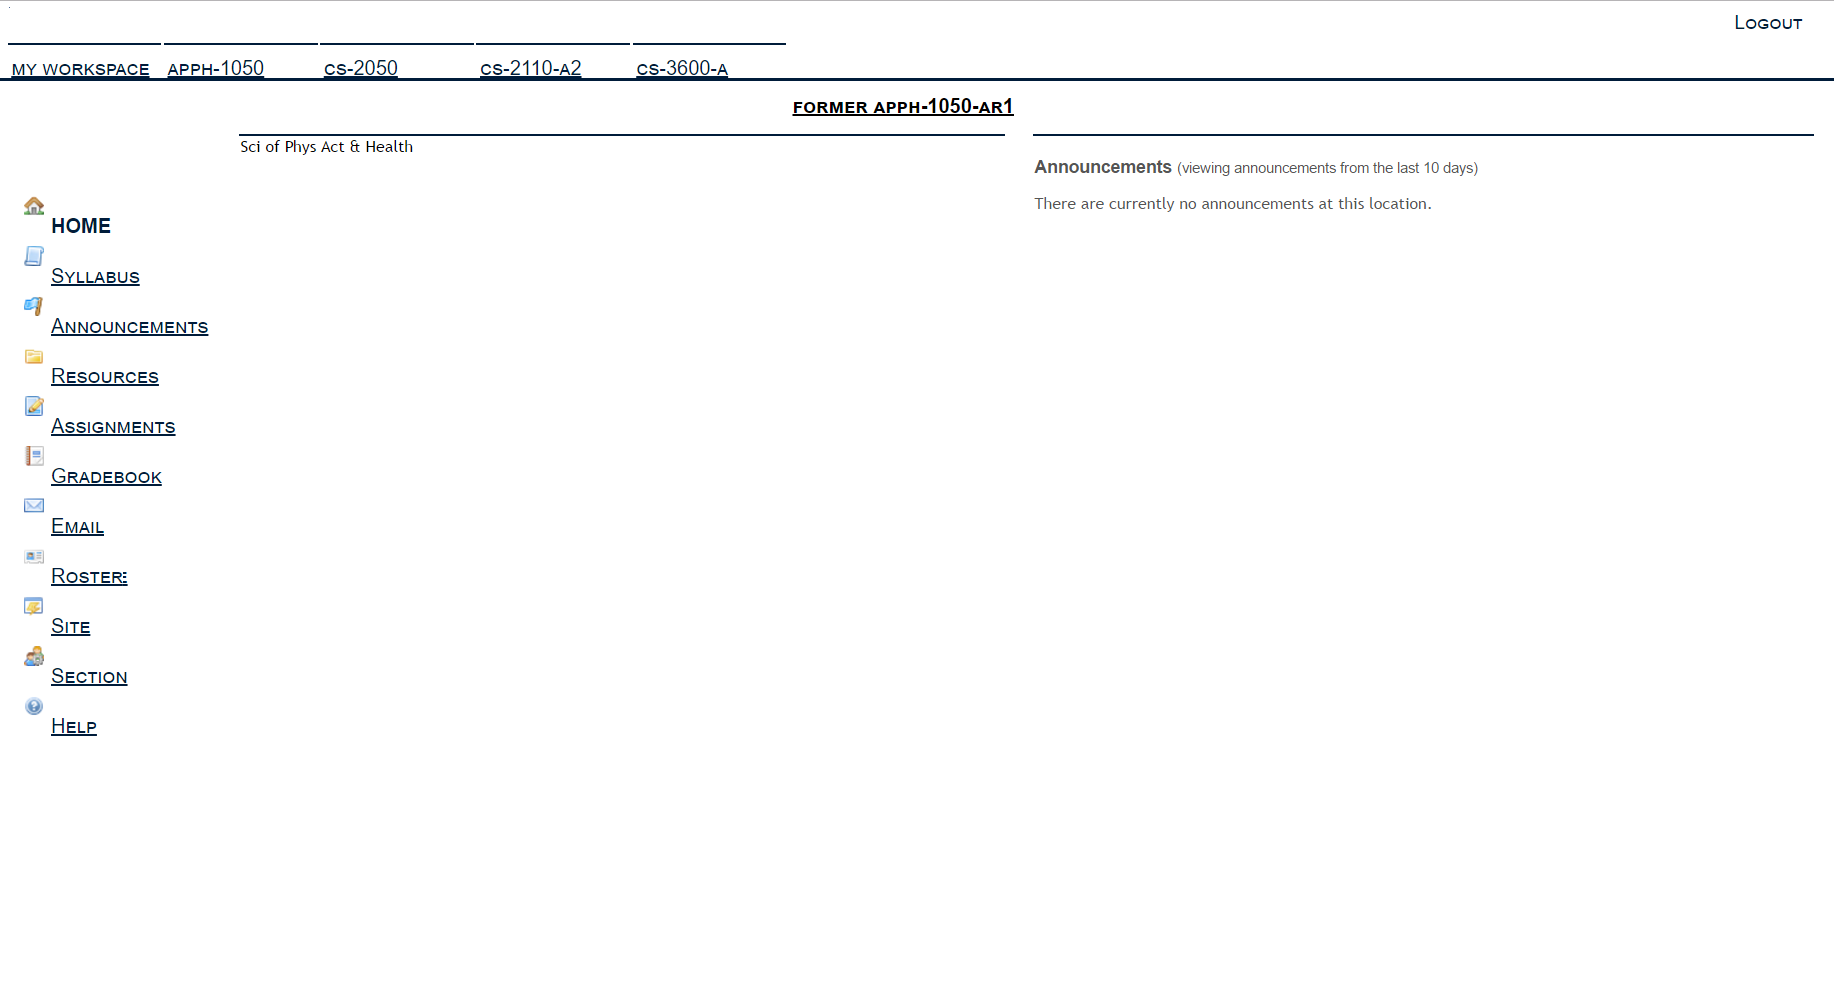 Logout
my workspace apph-1050 cs-2050 cs-2110-a2 cs-3600-a
former apph-1050-ar1
Sci of Phys Act & Health
Announcements (viewing announcements from the last 10 days)
There are currently no announcements at this location.
HOME
Syllabus
Announcements
Resources
Assignments
Gradebook
Email
Roster
Site
Section
Help